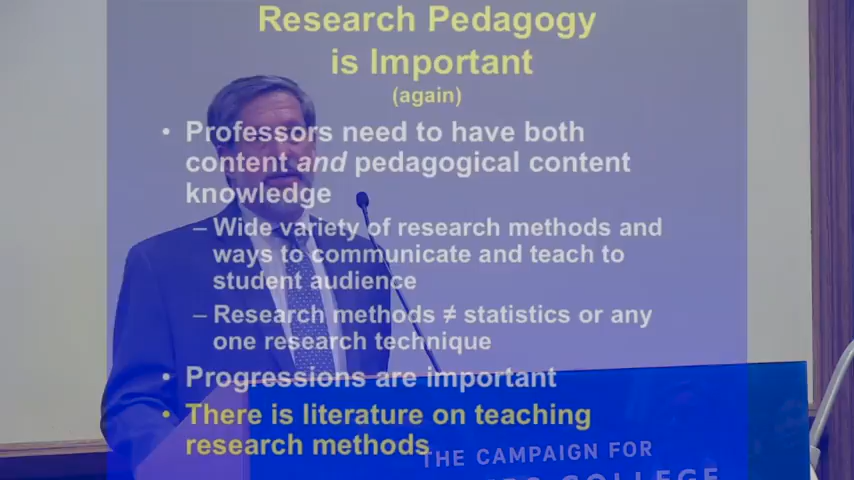 Research Pedagogy
is Important
(again)
• Professors need to have both
content and pedagogical content
knowledge
– Wide variety of research methods and
ways to communicate and teach to
student audience
– Research methods ≠ statistics or any
one research technique
• Progressions are important
• There is literature on teaching
research methods
THE CAMPAIGN FOR
COLLEGE